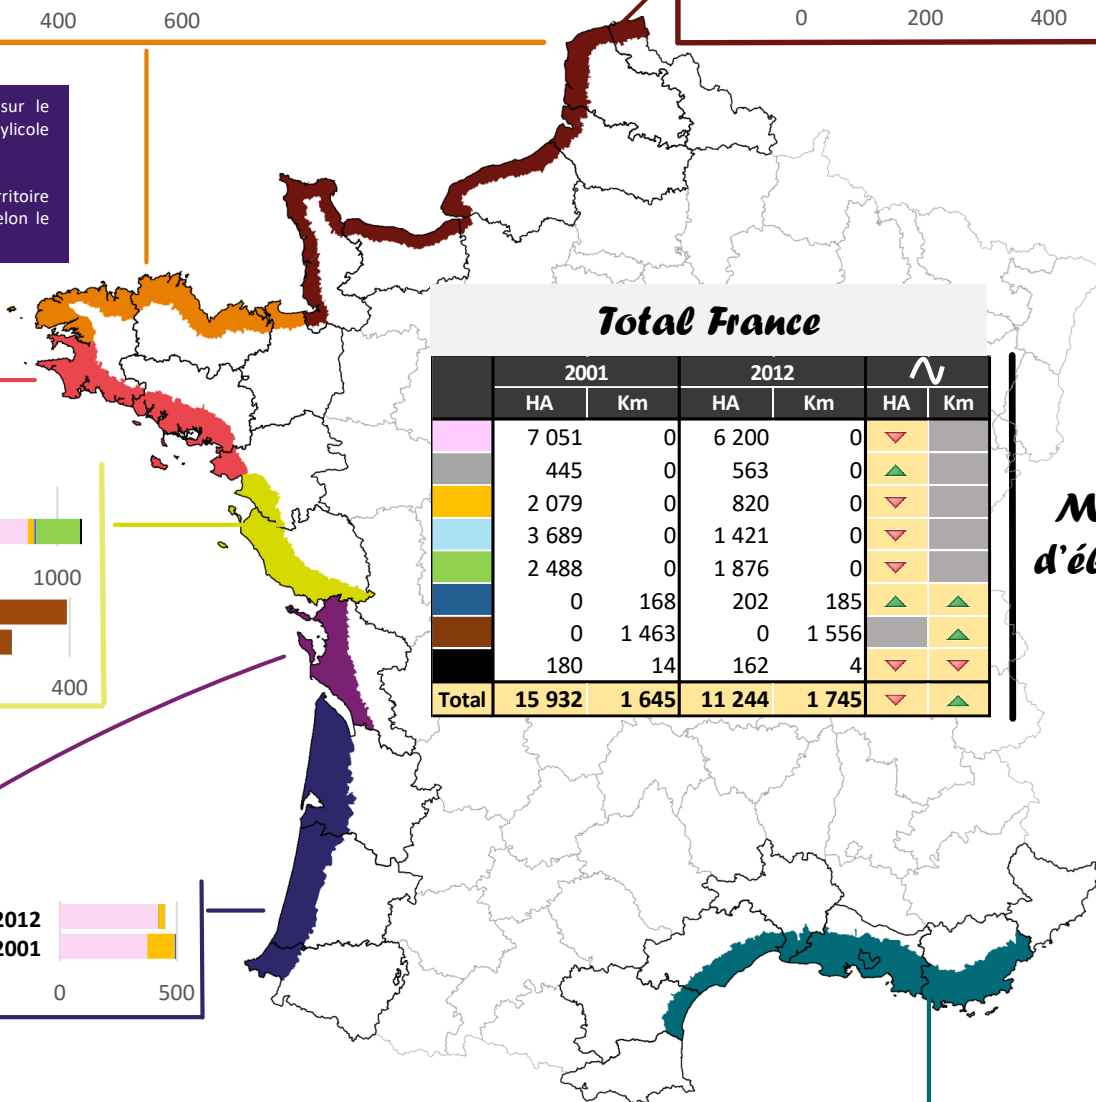 400 600
0 200 400
sur le
ylicole
rritoire
elon le
Total France
2001 2012
HA Km HA Km HA Km
7 051 0 6 200 0
445 0 563 0
2 079 0 820 0
3 689 0 1 421 0
2 488 0 1 876 0
0 168 202 185
0 1 463 0 1 556
180 14 162 4
Total 15 932 1 645 11 244 1 745
M
d'él
1000
400
2012
2001
0 500